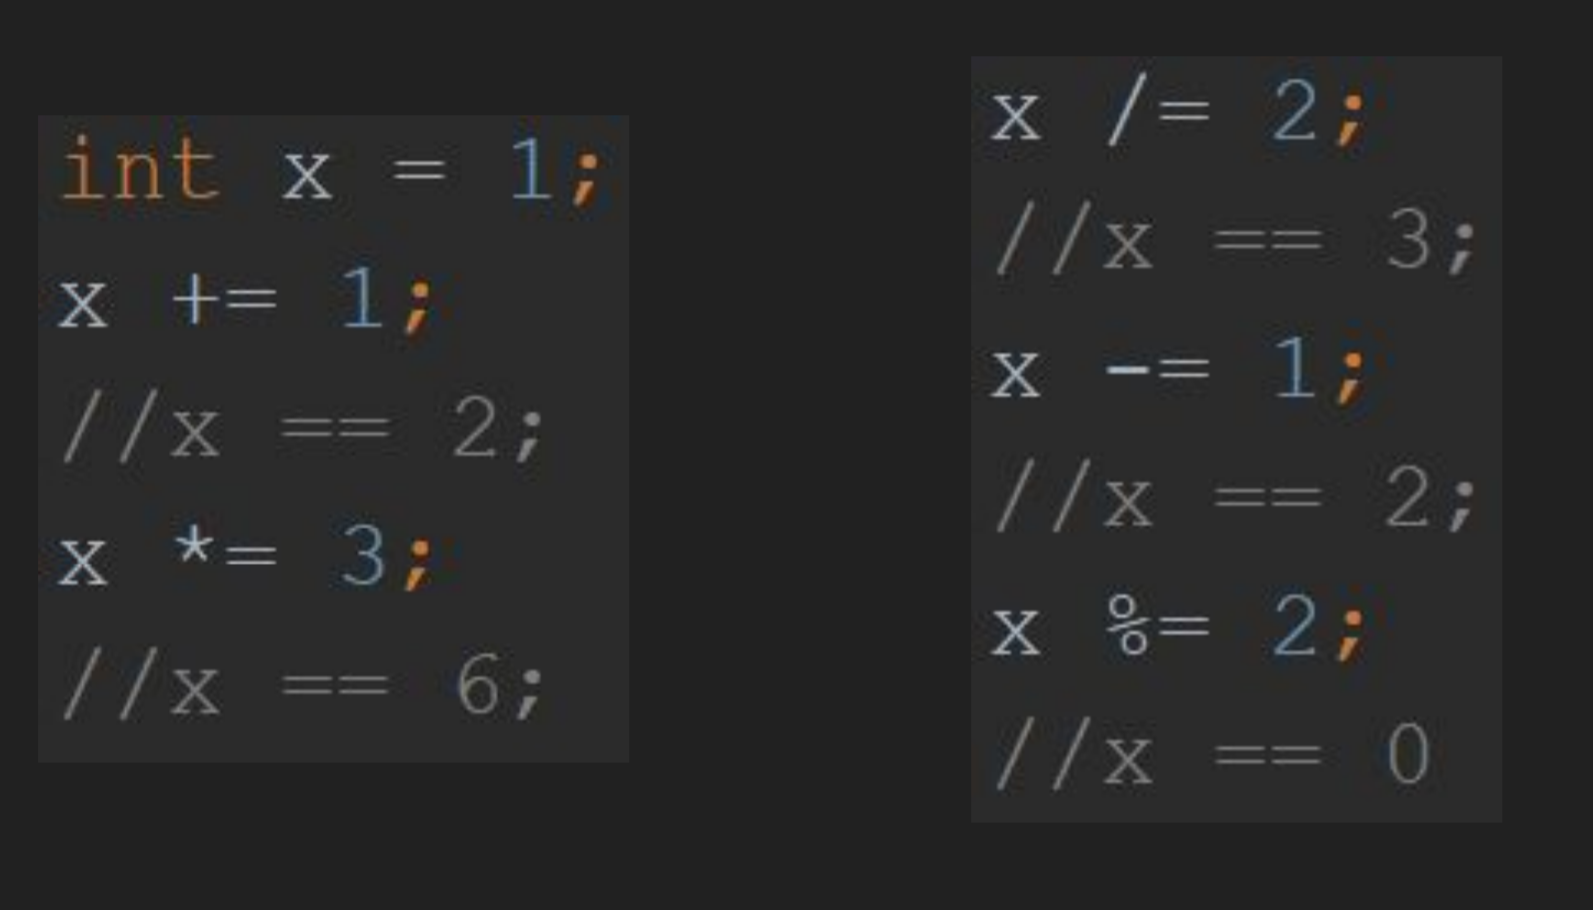 int x = 1;
x += 1;
//x == 2;
x *= 3;
//x == 6;
x /= 2;
//x == 3;
x -= 1;
//x == 2;
x %= 2;
//x == 0